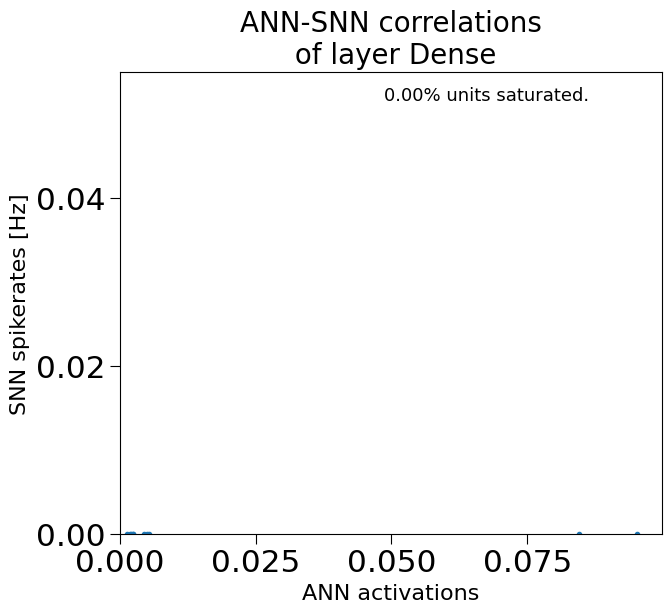 ANN-SNN correlations
of layer Dense
0.00% units saturated.
SNN spikerates [Hz]
0.04
0.02
0.00
0.000 0.025 0.050 0.075
ANN activations